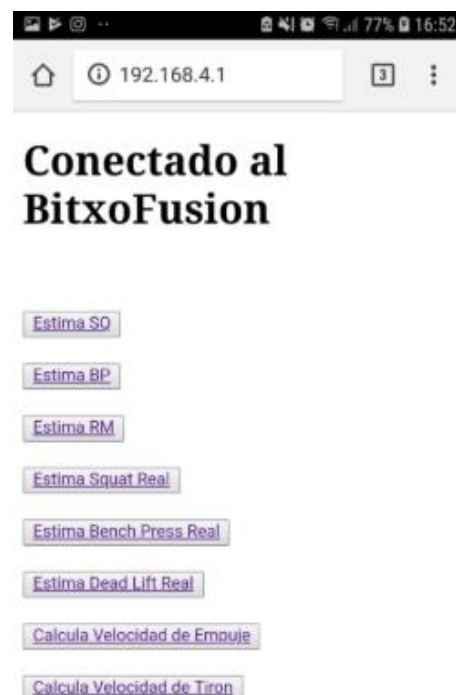 77% 16:52
192.168.4.1 3
Conectado al
BitxoFusion
Estima SQ
Estima BP
Estima RM
Estima Squat Real
Estima Bench Press Real
Estima Dead Lift Real
Calcula Velocidad de Empuje
Calcula Velocidad de Tiron